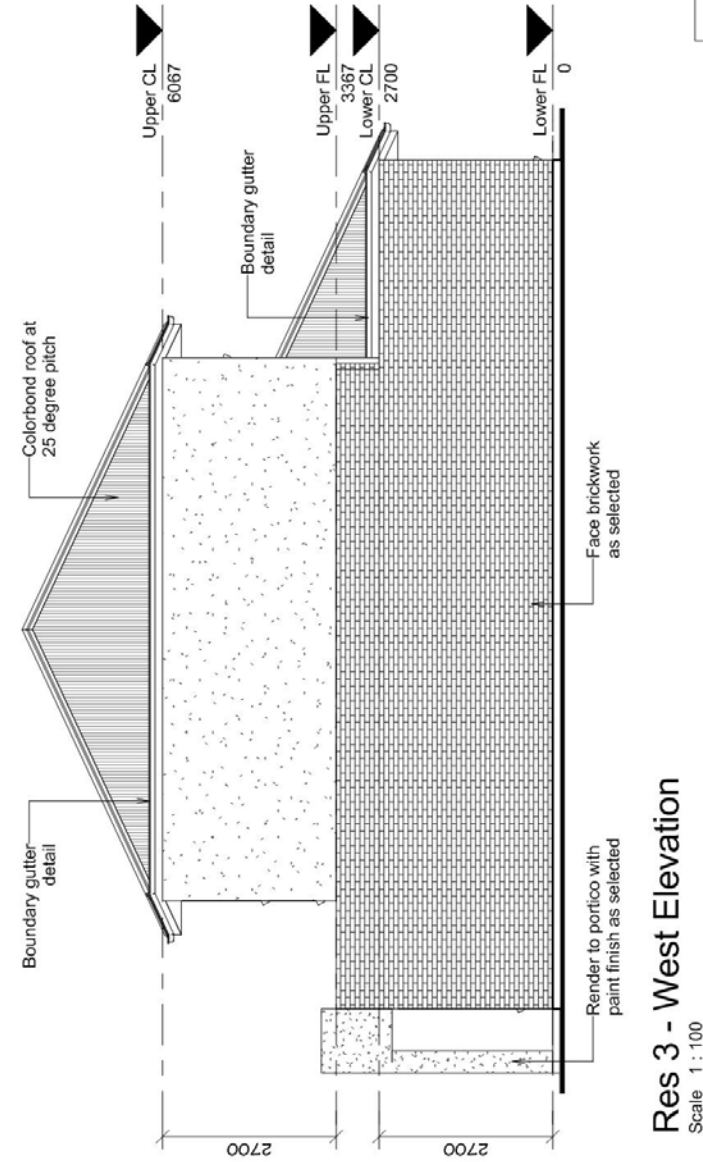 Boundary gutter
detail
Colorbond roof at
25 degree pitch
Boundary gutter
detail
Upper CL
6067
Upper FL
3367
Lower CL
2700
Lower FL
0
2700
2700
Render to portico with
paint finish as selected
Face brickwork
as selected
Res 3 - West Elevation
Scale 1 : 100